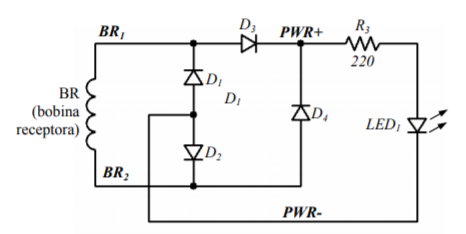 BR₁
D₃
PWR+
R₃
220
BR
(bobina
receptora)
D₁
D₁
D₄
LED₁
D₂
BR₂
PWR-